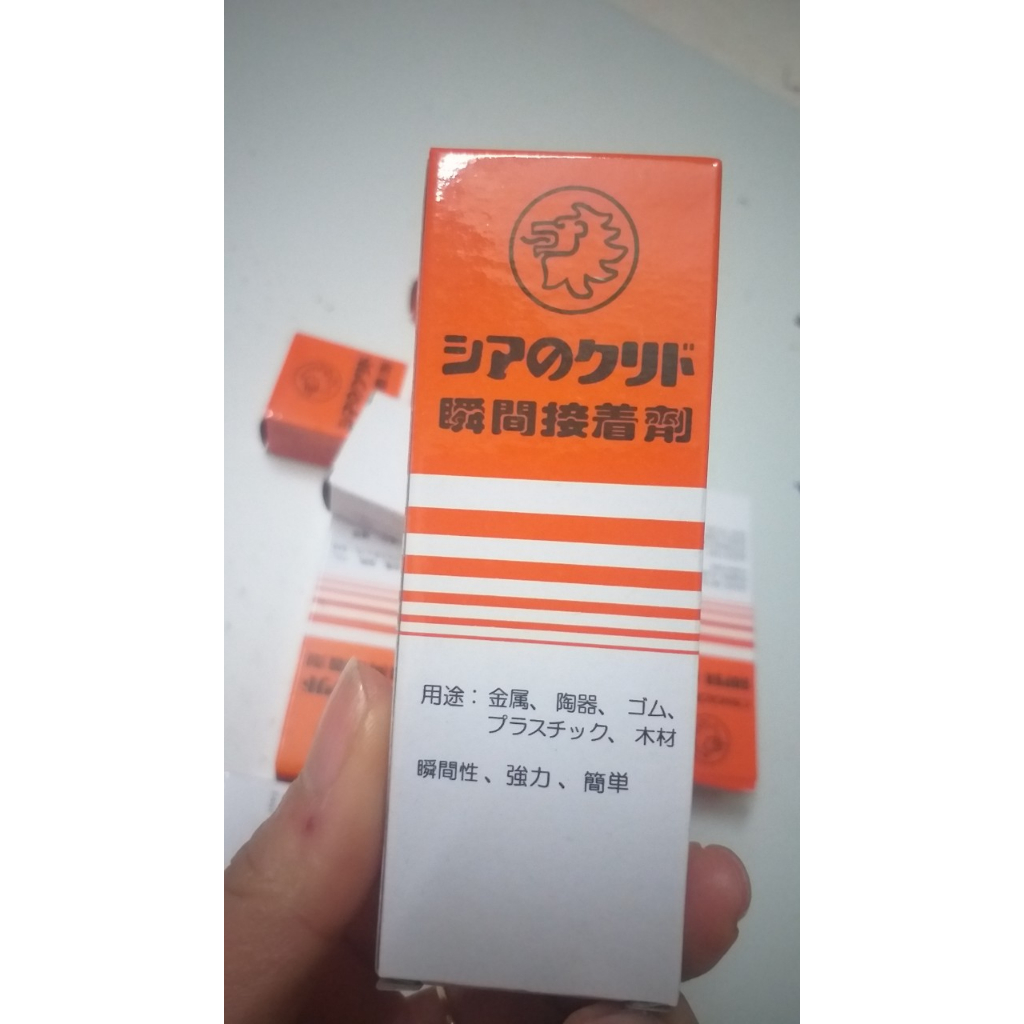 シアのクリド
瞬間接着劑
用途：金属、陶器、ゴム、
プラスチック、木材
瞬間性、強力、簡単